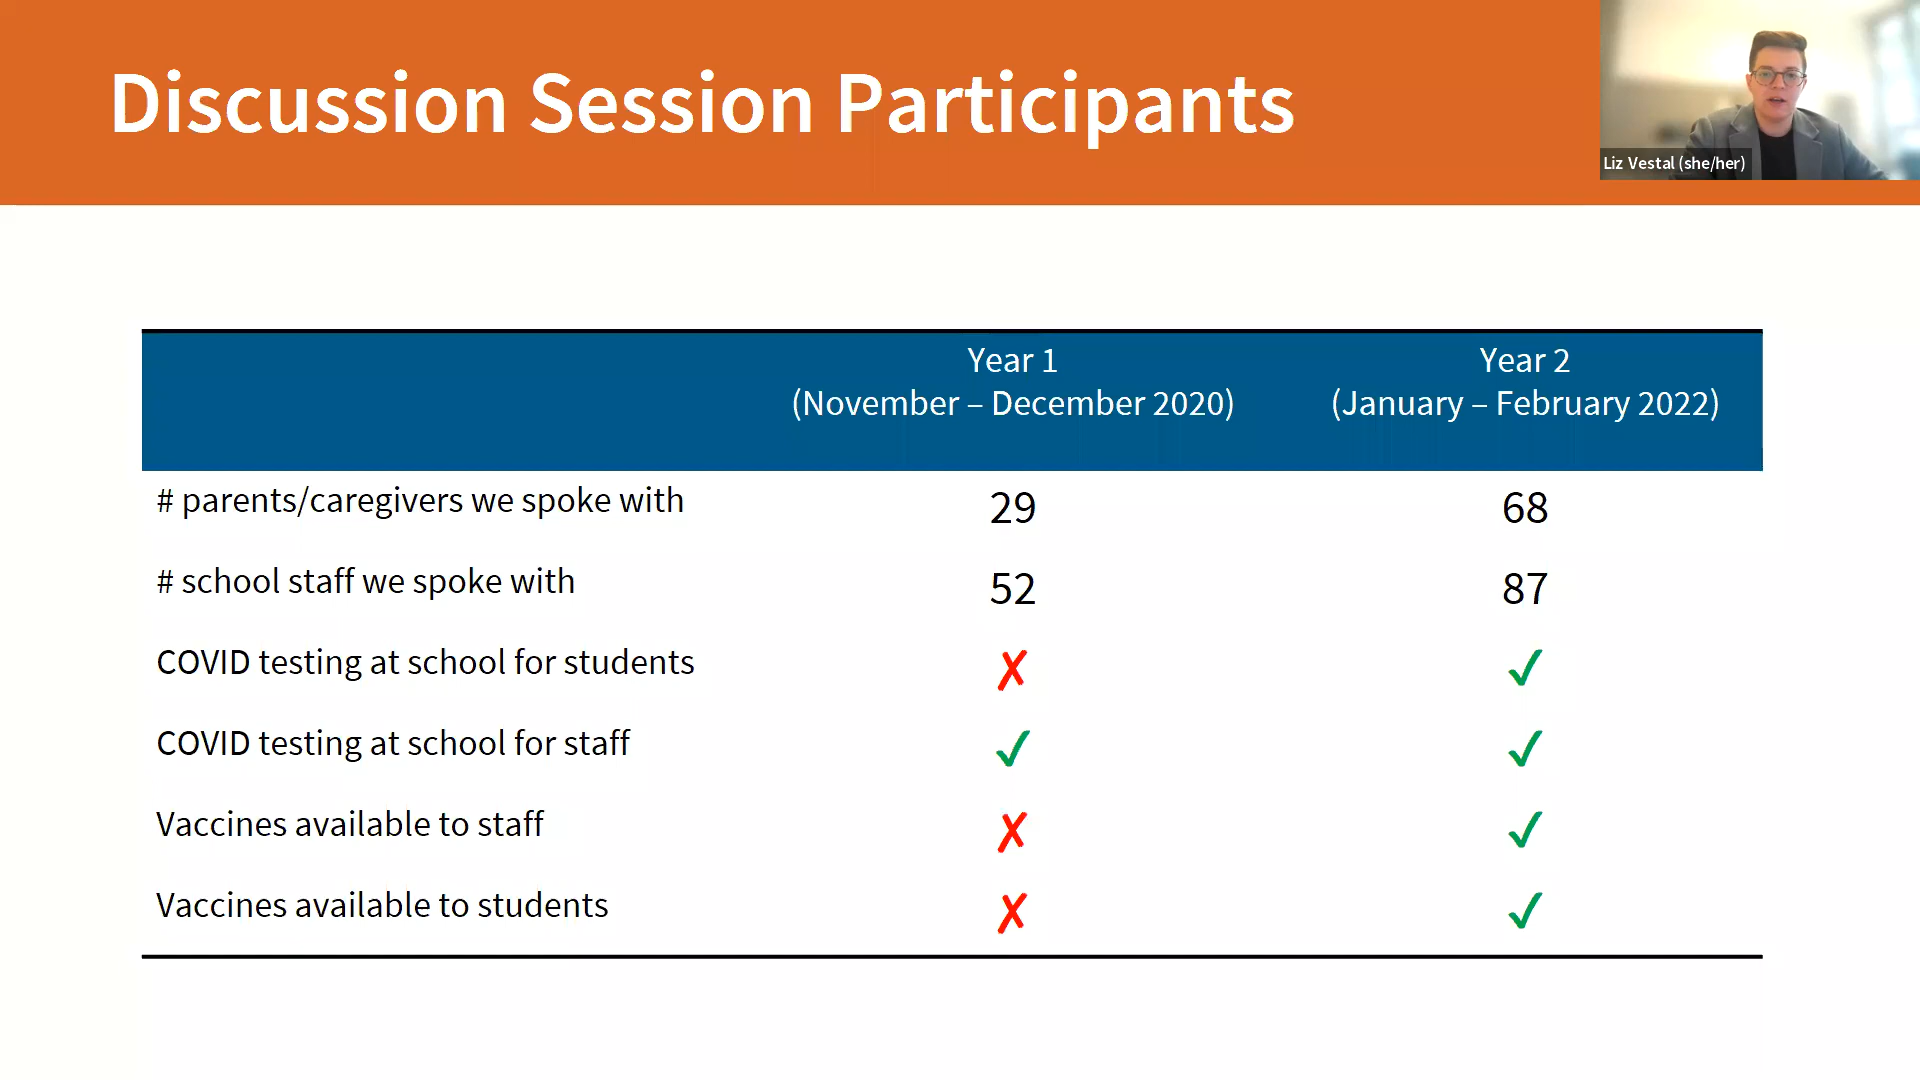 Discussion Session Participants
Liz Vestal (she/her)
Year 1 Year 2
(November – December 2020) (January – February 2022)
# parents/caregivers we spoke with 29 68
# school staff we spoke with 52 87
COVID testing at school for students ✗ ✓
COVID testing at school for staff ✓ ✓
Vaccines available to staff ✗ ✓
Vaccines available to students ✗ ✓